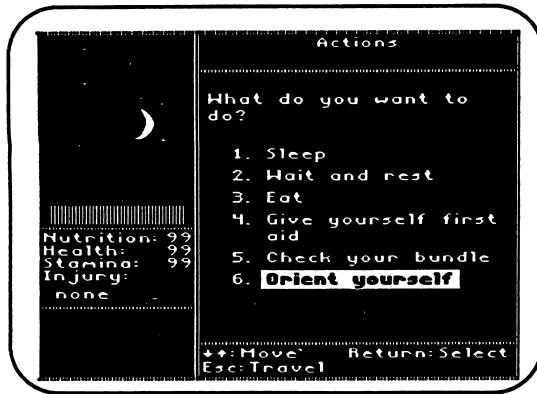 Actions
What do you want to
do?
1. Sleep
2. Wait and rest
3. Eat
4. Give yourself first
aid
5. Check your bundle
6. Orient yourself
Nutrition: 99
Health: 99
Stamina: 99
Injury:
none
↓↑: Move Return: Select
Esc: Travel